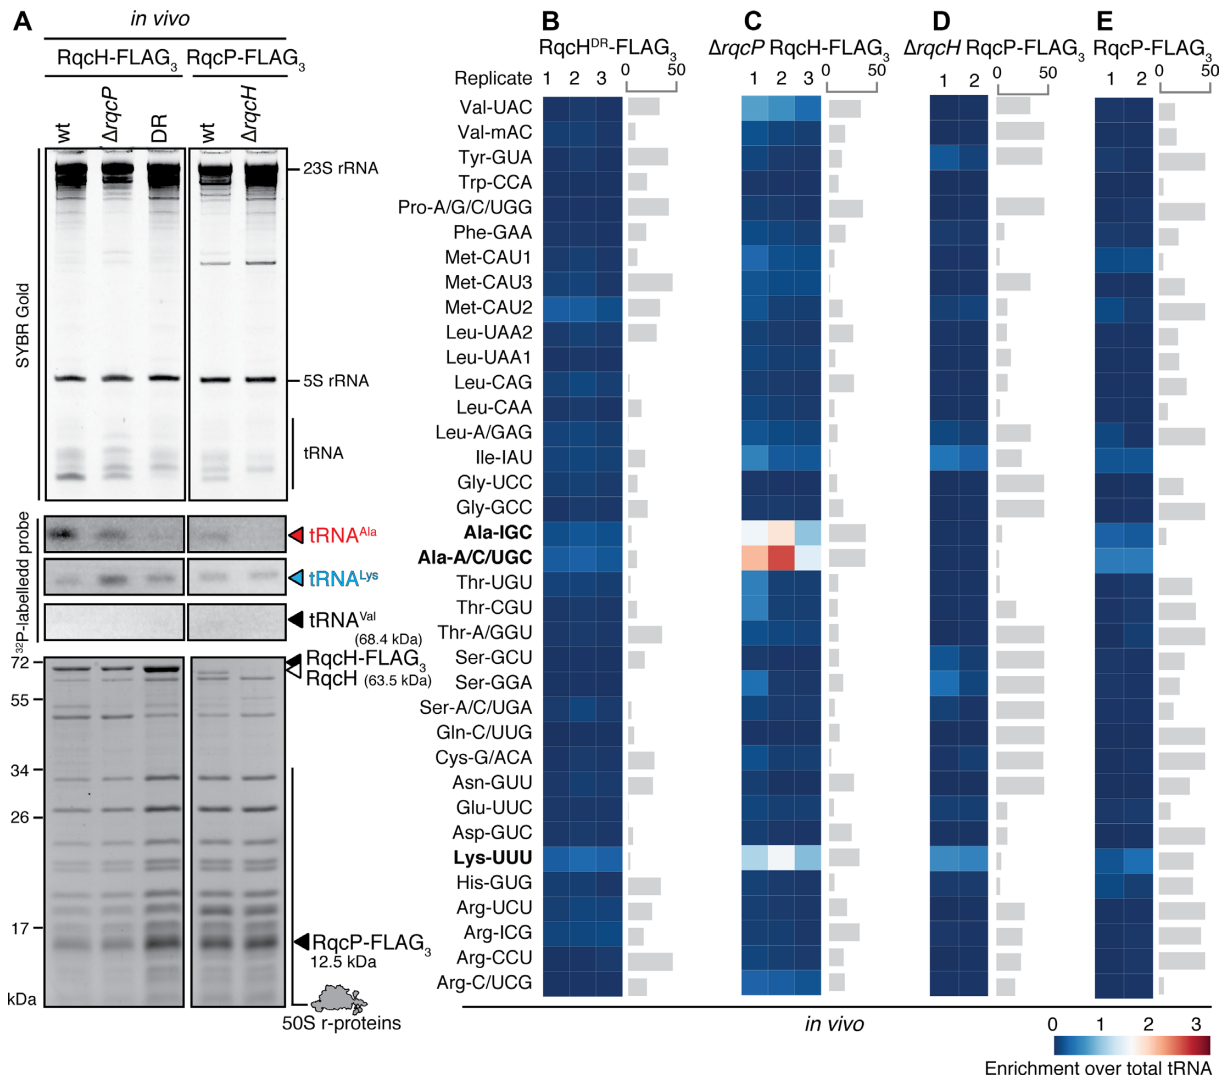 A
in vivo
RqcH-FLAG3
RqcP-FLAG3
wt
ΔrqcP
DR
wt
ΔrqcH
SYBR Gold
23S rRNA
5S rRNA
tRNA
32P-labelledd probe
tRNAAla
tRNALys
tRNAVal
(68.4 kDa)
RqcH-FLAG3
RqcH (63.5 kDa)
72
55
34
26
17
kDa
RqcP-FLAG3
12.5 kDa
50S r-proteins
B
C
D
E
RqcHDR-FLAG3
ΔrqcP RqcH-FLAG3
ΔrqcH RqcP-FLAG3
RqcP-FLAG3
Replicate
1 2 3 0 50
1 2 3 0 50
1 2 0 50
1 2 0 50
Val-UAC
Val-mAC
Tyr-GUA
Trp-CCA
Pro-A/G/C/UGG
Phe-GAA
Met-CAU1
Met-CAU3
Met-CAU2
Leu-UAA2
Leu-UAA1
Leu-CAG
Leu-CAA
Leu-A/GAG
Ile-IAU
Gly-UCC
Gly-GCC
Ala-IGC
Ala-A/C/UGC
Thr-UGU
Thr-CGU
Thr-A/GGU
Ser-GCU
Ser-GGA
Ser-A/C/UGA
Gln-C/UUG
Cys-G/ACA
Asn-GUU
Glu-UUC
Asp-GUC
Lys-UUU
His-GUG
Arg-UCU
Arg-ICG
Arg-CCU
Arg-C/UCG
in vivo
0 1 2 3
Enrichment over total tRNA